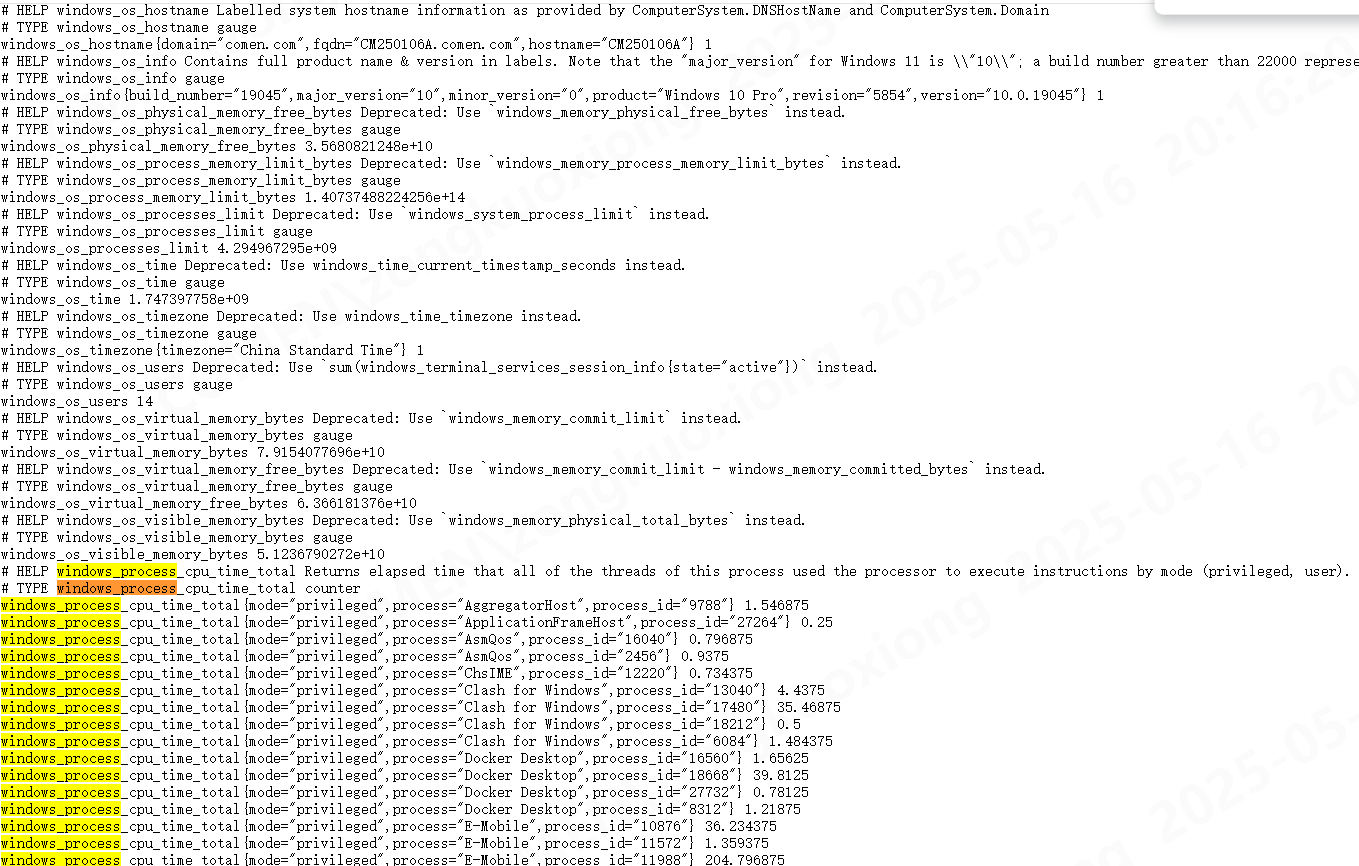 # HELP windows_os_hostname Labelled system hostname information as provided by ComputerSystem.DNSHostName and ComputerSystem.Domain
# TYPE windows_os_hostname gauge
windows_os_hostname{domain="comen.com",fqdn="CM250106A.comen.com",hostname="CM250106A"} 1
# HELP windows_os_info Contains full product name & version in labels. Note that the "major_version" for Windows 11 is \\"10\\"; a build number greater than 22000 represe
# TYPE windows_os_info gauge
windows_os_info{build_number="19045",major_version="10",minor_version="0",product="Windows 10 Pro",revision="5854",version="10.0.19045"} 1
# HELP windows_os_physical_memory_free_bytes Deprecated: Use `windows_memory_physical_free_bytes` instead.
# TYPE windows_os_physical_memory_free_bytes gauge
windows_os_physical_memory_free_bytes 3.5680821248e+10
# HELP windows_os_process_memory_limit_bytes Deprecated: Use `windows_memory_process_memory_limit_bytes` instead.
# TYPE windows_os_process_memory_limit_bytes gauge
windows_os_process_memory_limit_bytes 1.40737488224256e+14
# HELP windows_os_processes_limit Deprecated: Use `windows_system_process_limit` instead.
# TYPE windows_os_processes_limit gauge
windows_os_processes_limit 4.294967295e+09
# HELP windows_os_time Deprecated: Use windows_time_current_timestamp_seconds instead.
# TYPE windows_os_time gauge
windows_os_time 1.747397758e+09
# HELP windows_os_timezone Deprecated: Use windows_time_timezone instead.
# TYPE windows_os_timezone gauge
windows_os_timezone{timezone="China Standard Time"} 1
# HELP windows_os_users Deprecated: Use `sum(windows_terminal_services_session_info{state="active"})` instead.
# TYPE windows_os_users gauge
windows_os_users 14
# HELP windows_os_virtual_memory_bytes Deprecated: Use `windows_memory_commit_limit` instead.
# TYPE windows_os_virtual_memory_bytes gauge
windows_os_virtual_memory_bytes 7.9154077696e+10
# HELP windows_os_virtual_memory_free_bytes Deprecated: Use `windows_memory_commit_limit - windows_memory_committed_bytes` instead.
# TYPE windows_os_virtual_memory_free_bytes gauge
windows_os_virtual_memory_free_bytes 6.366181376e+10
# HELP windows_os_visible_memory_bytes Deprecated: Use `windows_memory_physical_total_bytes` instead.
# TYPE windows_os_visible_memory_bytes gauge
windows_os_visible_memory_bytes 5.1236790272e+10
# HELP windows_process_cpu_time_total Returns elapsed time that all of the threads of this process used the processor to execute instructions by mode (privileged, user).
# TYPE windows_process_cpu_time_total counter
windows_process_cpu_time_total{mode="privileged",process="AggregatorHost",process_id="9788"} 1.546875
windows_process_cpu_time_total{mode="privileged",process="ApplicationFrameHost",process_id="27264"} 0.25
windows_process_cpu_time_total{mode="privileged",process="AsmQos",process_id="16040"} 0.796875
windows_process_cpu_time_total{mode="privileged",process="AsmQos",process_id="2456"} 0.9375
windows_process_cpu_time_total{mode="privileged",process="ChsIME",process_id="12220"} 0.734375
windows_process_cpu_time_total{mode="privileged",process="Clash for Windows",process_id="13040"} 4.4375
windows_process_cpu_time_total{mode="privileged",process="Clash for Windows",process_id="17480"} 35.46875
windows_process_cpu_time_total{mode="privileged",process="Clash for Windows",process_id="18212"} 0.5
windows_process_cpu_time_total{mode="privileged",process="Clash for Windows",process_id="6084"} 1.484375
windows_process_cpu_time_total{mode="privileged",process="Docker Desktop",process_id="16560"} 1.65625
windows_process_cpu_time_total{mode="privileged",process="Docker Desktop",process_id="18668"} 39.8125
windows_process_cpu_time_total{mode="privileged",process="Docker Desktop",process_id="27732"} 0.78125
windows_process_cpu_time_total{mode="privileged",process="Docker Desktop",process_id="8312"} 1.21875
windows_process_cpu_time_total{mode="privileged",process="E-Mobile",process_id="10876"} 36.234375
windows_process_cpu_time_total{mode="privileged",process="E-Mobile",process_id="11572"} 1.359375
windows_process_cpu_time_total{mode="privileged",process="E-Mobile",process_id="11988"} 204.796875